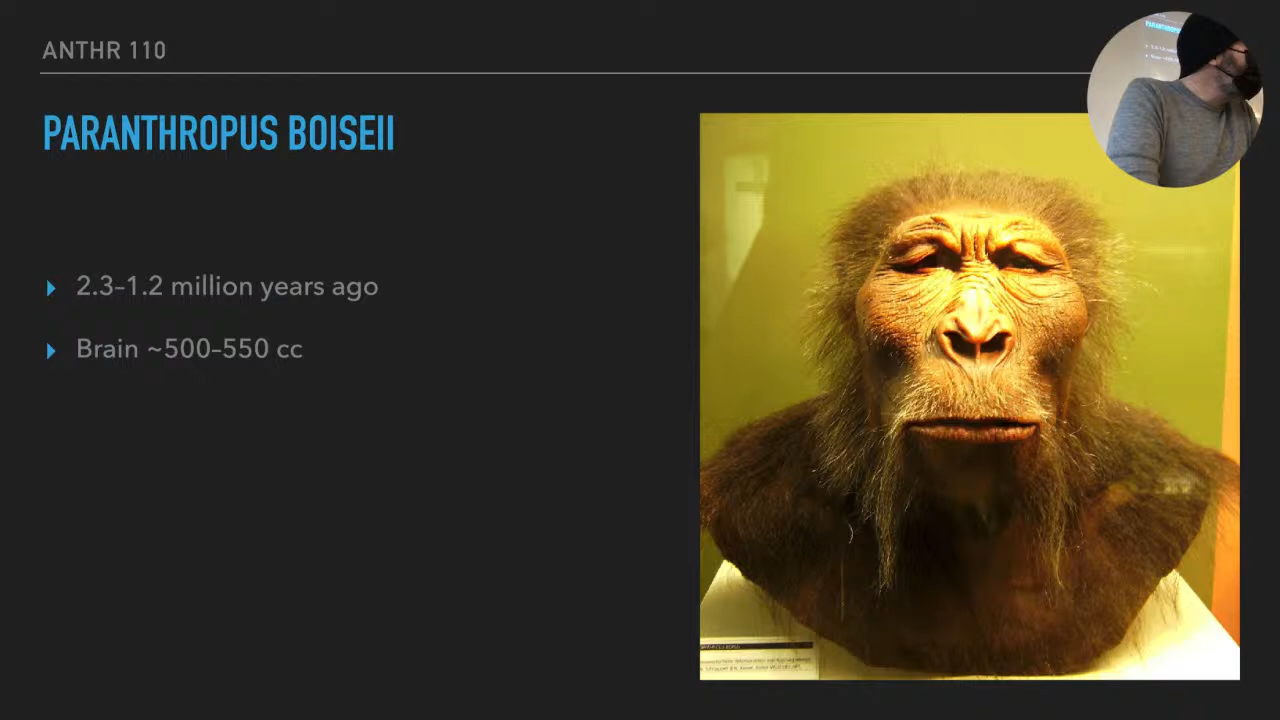 ANTHR 110
PARANTHROPUS BOISEII
2.3–1.2 million years ago
Brain ~500–550 cc